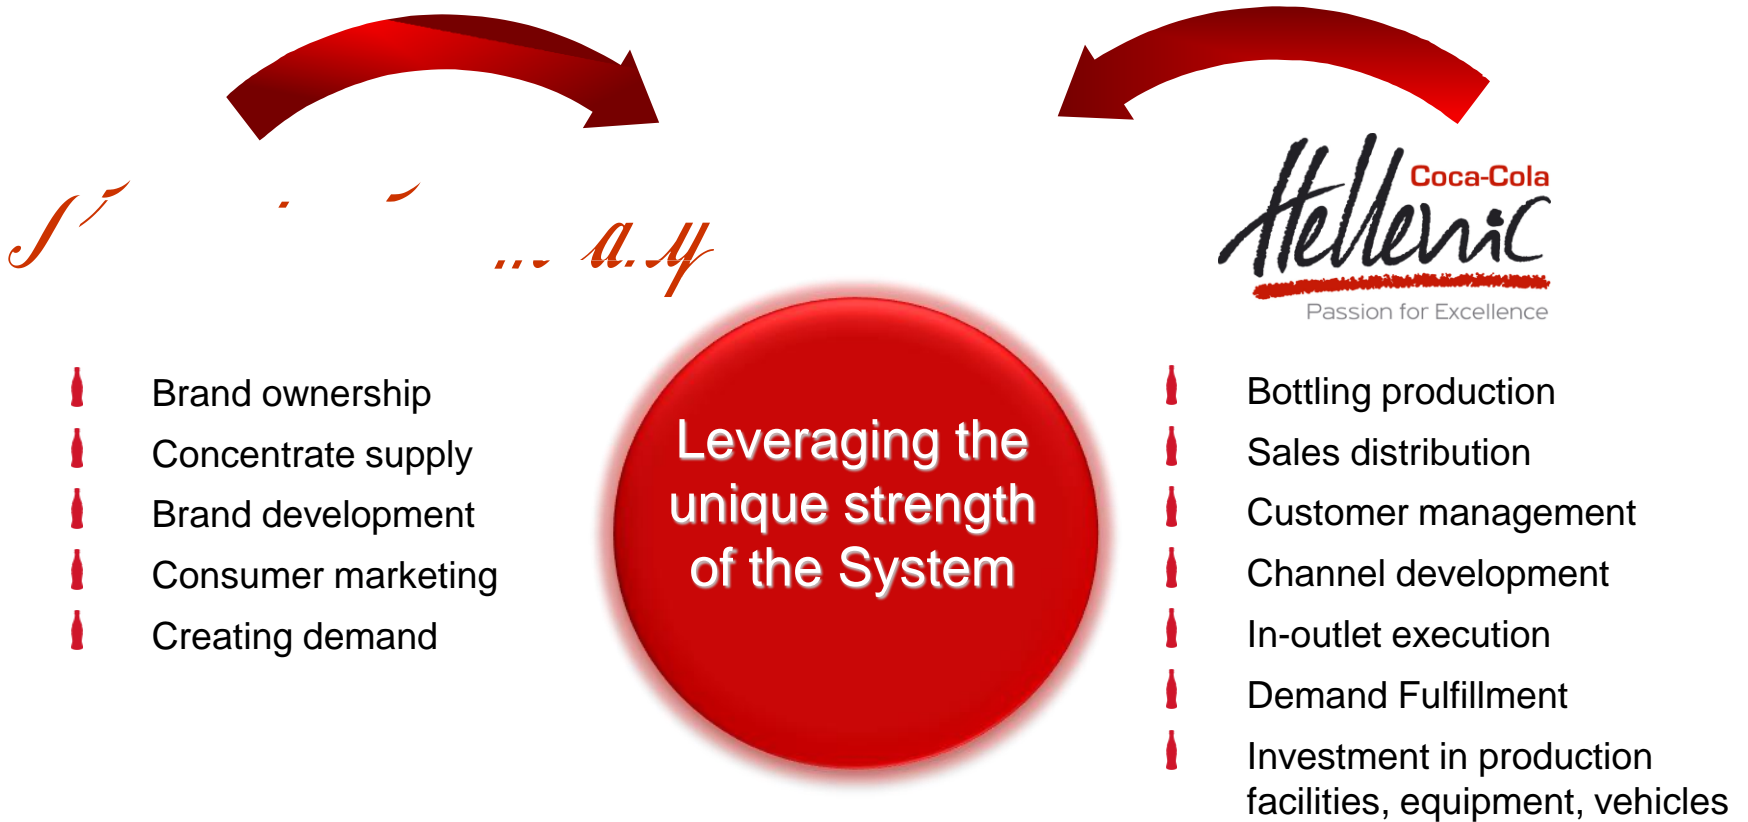 Coca-Cola
Hellenic
Passion for Excellence
Brand ownership
Concentrate supply
Brand development
Consumer marketing
Creating demand
Leveraging the
unique strength
of the System
Bottling production
Sales distribution
Customer management
Channel development
In-outlet execution
Demand Fulfillment
Investment in production
facilities, equipment, vehicles